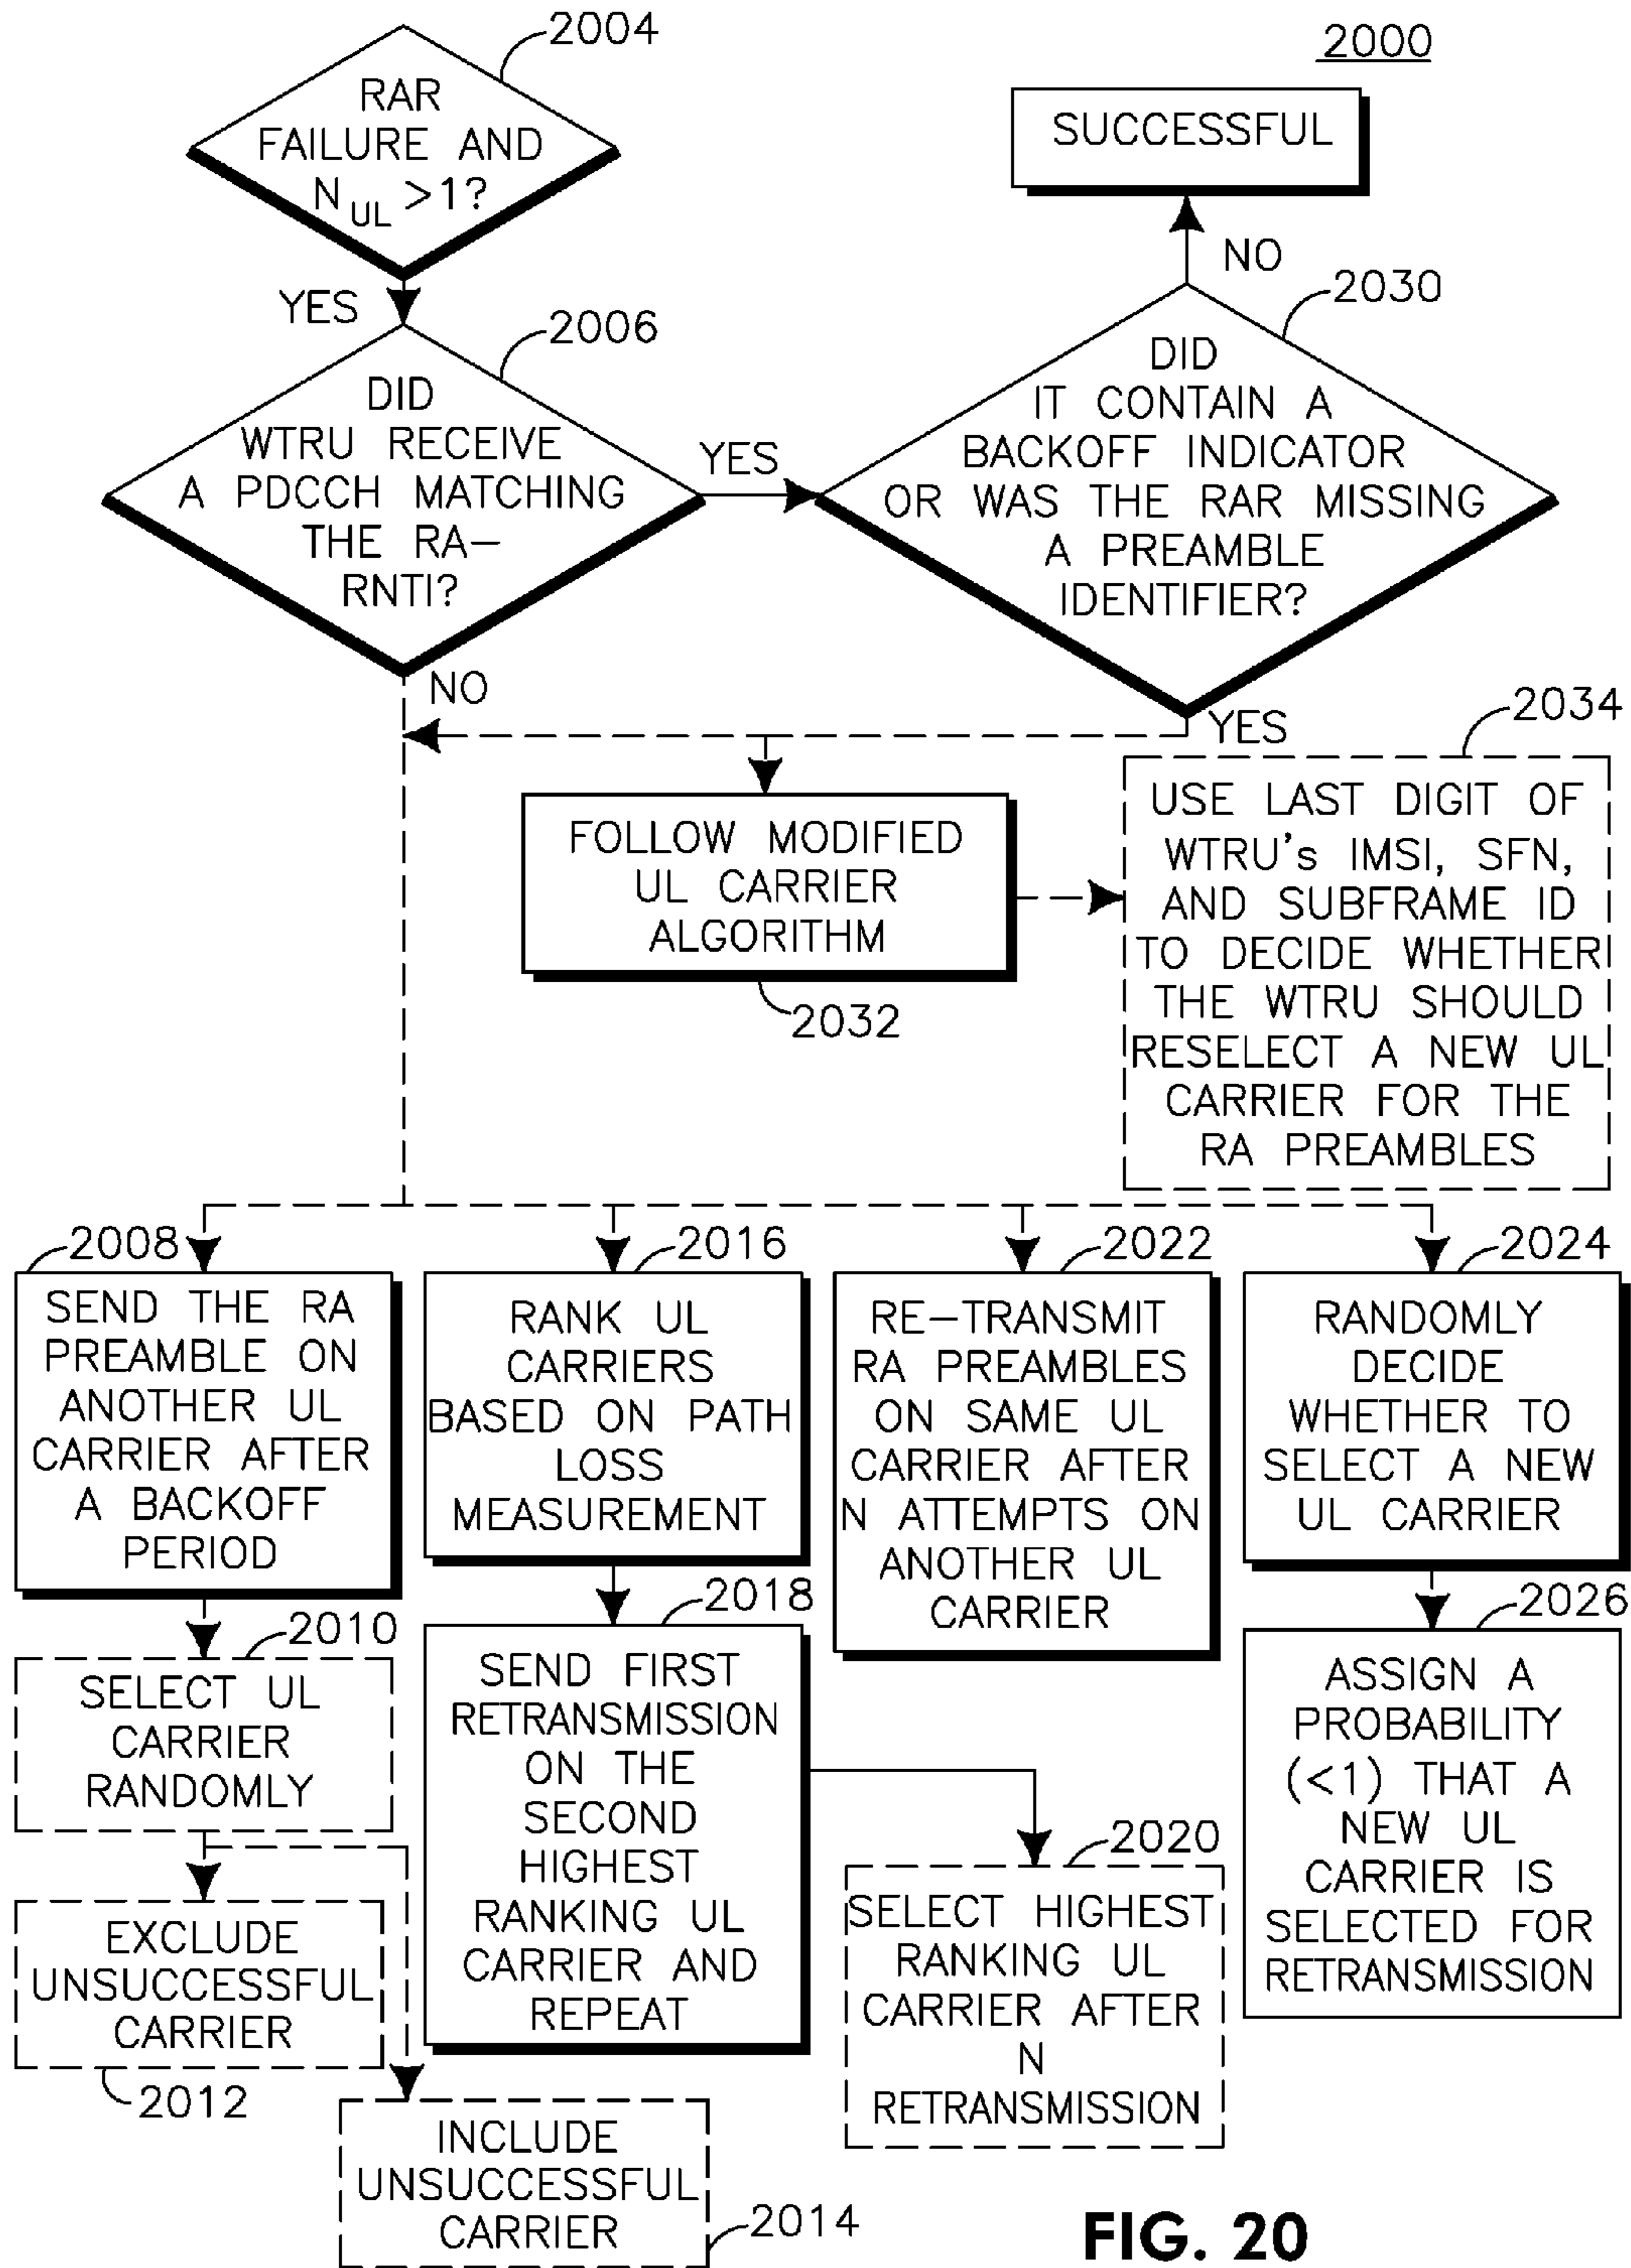 2004
2000
RAR
FAILURE AND
N UL >1?
SUCCESSFUL
YES
NO
2006
2030
DID
WTRU RECEIVE
A PDCCH MATCHING
THE RA-
RNTI?
YES
DID
IT CONTAIN A
BACKOFF INDICATOR
OR WAS THE RAR MISSING
A PREAMBLE
IDENTIFIER?
NO
YES
2034
FOLLOW MODIFIED
UL CARRIER
ALGORITHM
2032
USE LAST DIGIT OF
WTRU's IMSI, SFN,
AND SUBFRAME ID
TO DECIDE WHETHER
THE WTRU SHOULD
RESELECT A NEW UL
CARRIER FOR THE
RA PREAMBLES
2008
SEND THE RA
PREAMBLE ON
ANOTHER UL
CARRIER AFTER
A BACKOFF
PERIOD
2016
RANK UL
CARRIERS
BASED ON PATH
LOSS
MEASUREMENT
2022
RE-TRANSMIT
RA PREAMBLES
ON SAME UL
CARRIER AFTER
N ATTEMPTS ON
ANOTHER UL
CARRIER
2024
RANDOMLY
DECIDE
WHETHER TO
SELECT A NEW
UL CARRIER
2010
SELECT UL
CARRIER
RANDOMLY
2018
SEND FIRST
RETRANSMISSION
ON THE
SECOND
HIGHEST
RANKING UL
CARRIER AND
REPEAT
2026
ASSIGN A
PROBABILITY
(<1) THAT A
NEW UL
CARRIER IS
SELECTED FOR
RETRANSMISSION
2020
SELECT HIGHEST
RANKING UL
CARRIER AFTER
N
RETRANSMISSION
EXCLUDE
UNSUCCESSFUL
CARRIER
2012
INCLUDE
UNSUCCESSFUL
CARRIER
2014
FIG. 20